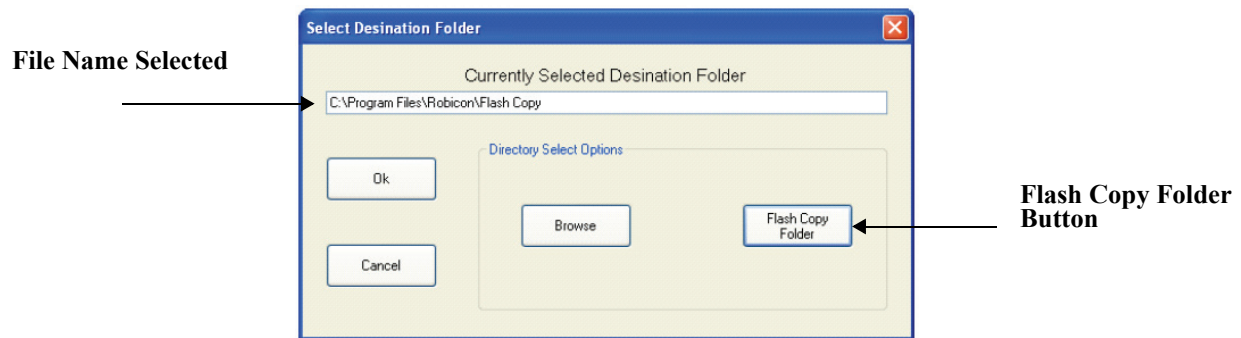 Select Desination Folder
File Name Selected
Currently Selected Desination Folder
C:\Program Files\Robicon\Flash Copy
Directory Select Options
Ok
Browse
Flash Copy
Folder
Flash Copy Folder
Button
Cancel